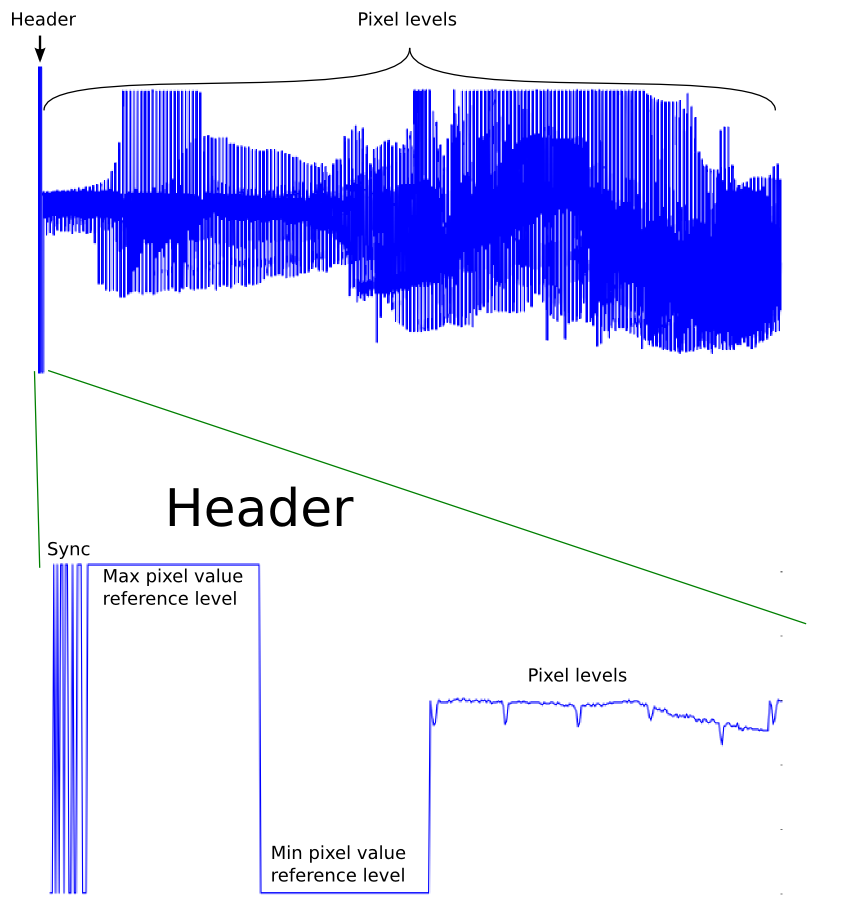 Header
Pixel levels
Header
Sync
Max pixel value
reference level
Pixel levels
Min pixel value
reference level